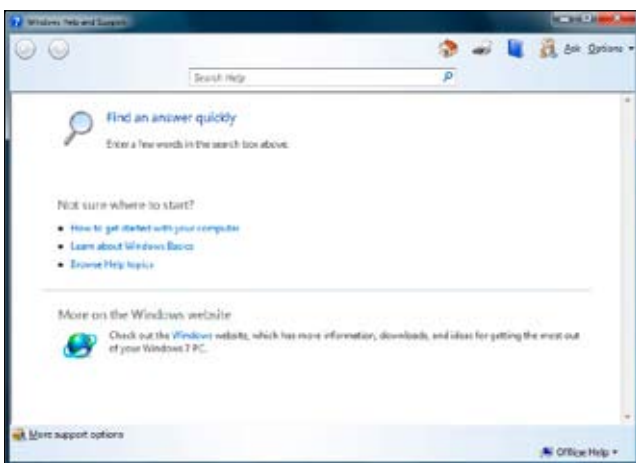 Windows Help and Support
Ask Options
Search Help
Find an answer quickly
Enter a few words in the search box above.
Not sure where to start?
How to get started with your computer
Learn about Windows Basics
Browse Help topics
More on the Windows website
Check out the Windows website, which has more information, downloads, and ideas for getting the most out
of your Windows 7 PC.
More support options
Office Help